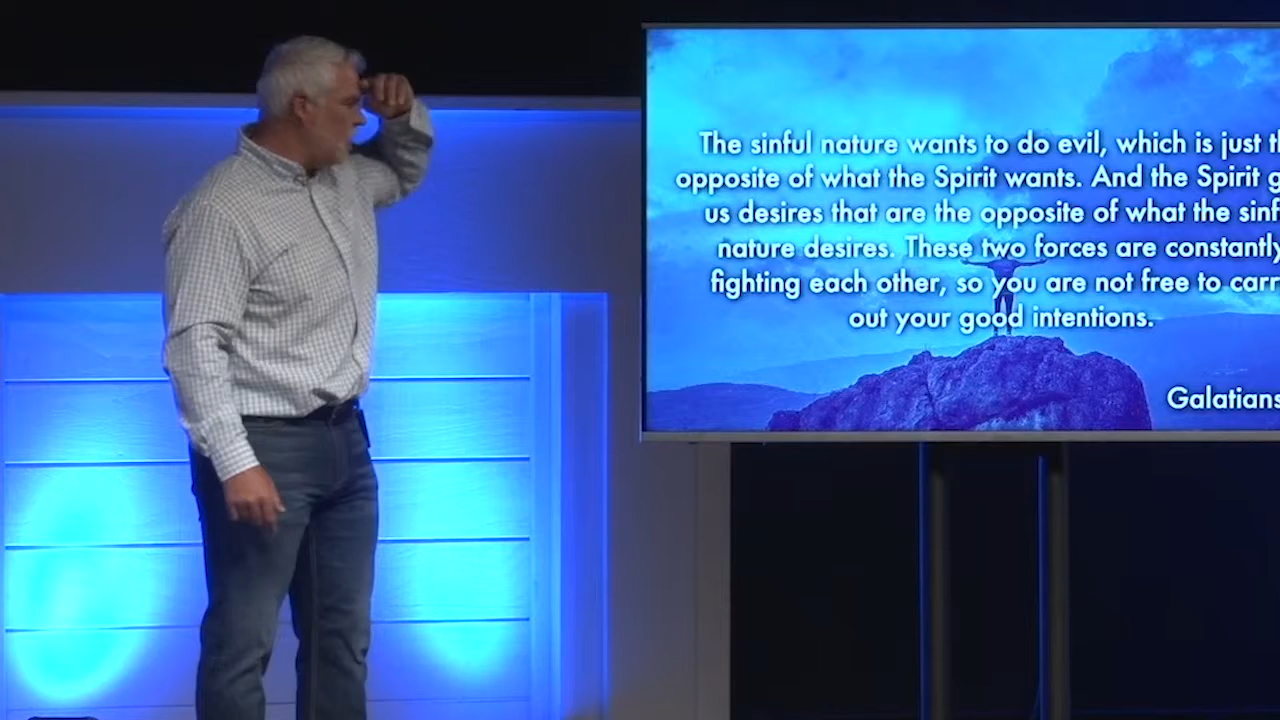 The sinful nature wants to do evil, which is just
opposite of what the Spirit wants. And the Spirit
us desires that are the opposite of what the
nature desires. These two forces are constantly
fighting each other, so you are not free to
out your good intentions.
Galatians